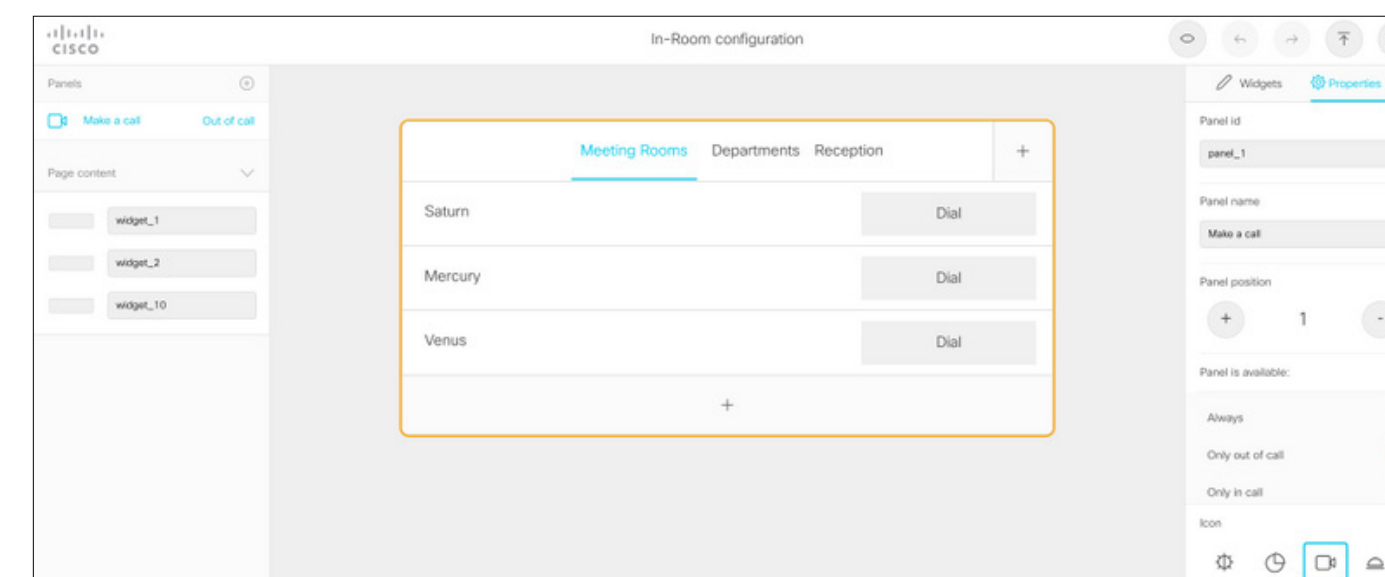 CISCO
In-Room configuration
Panels
Make a call Out of call
Page content
widget_1
widget_2
widget_10
Meeting Rooms Departments Reception +
Saturn Dial
Mercury Dial
Venus Dial
+
Widgets Properties
Panel id
panel_1
Panel name
Make a call
Panel position
+ 1 -
Panel is available:
Always
Only out of call
Only in call
Icon